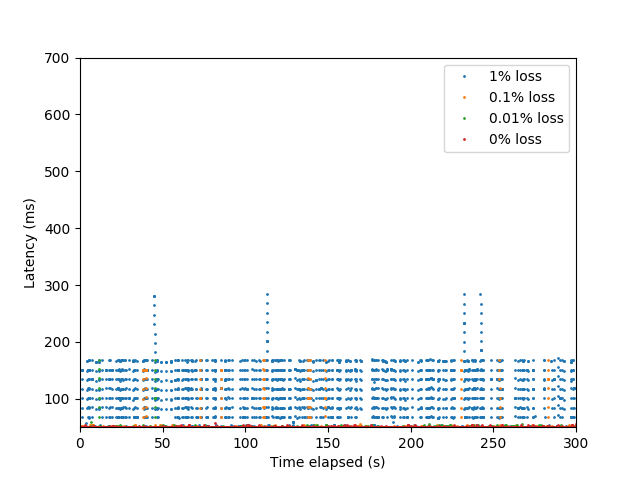 700
600
500
400
300
200
100
Latency (ms)
1% loss
0.1% loss
0.01% loss
0% loss
0 50 100 150 200 250 300
Time elapsed (s)